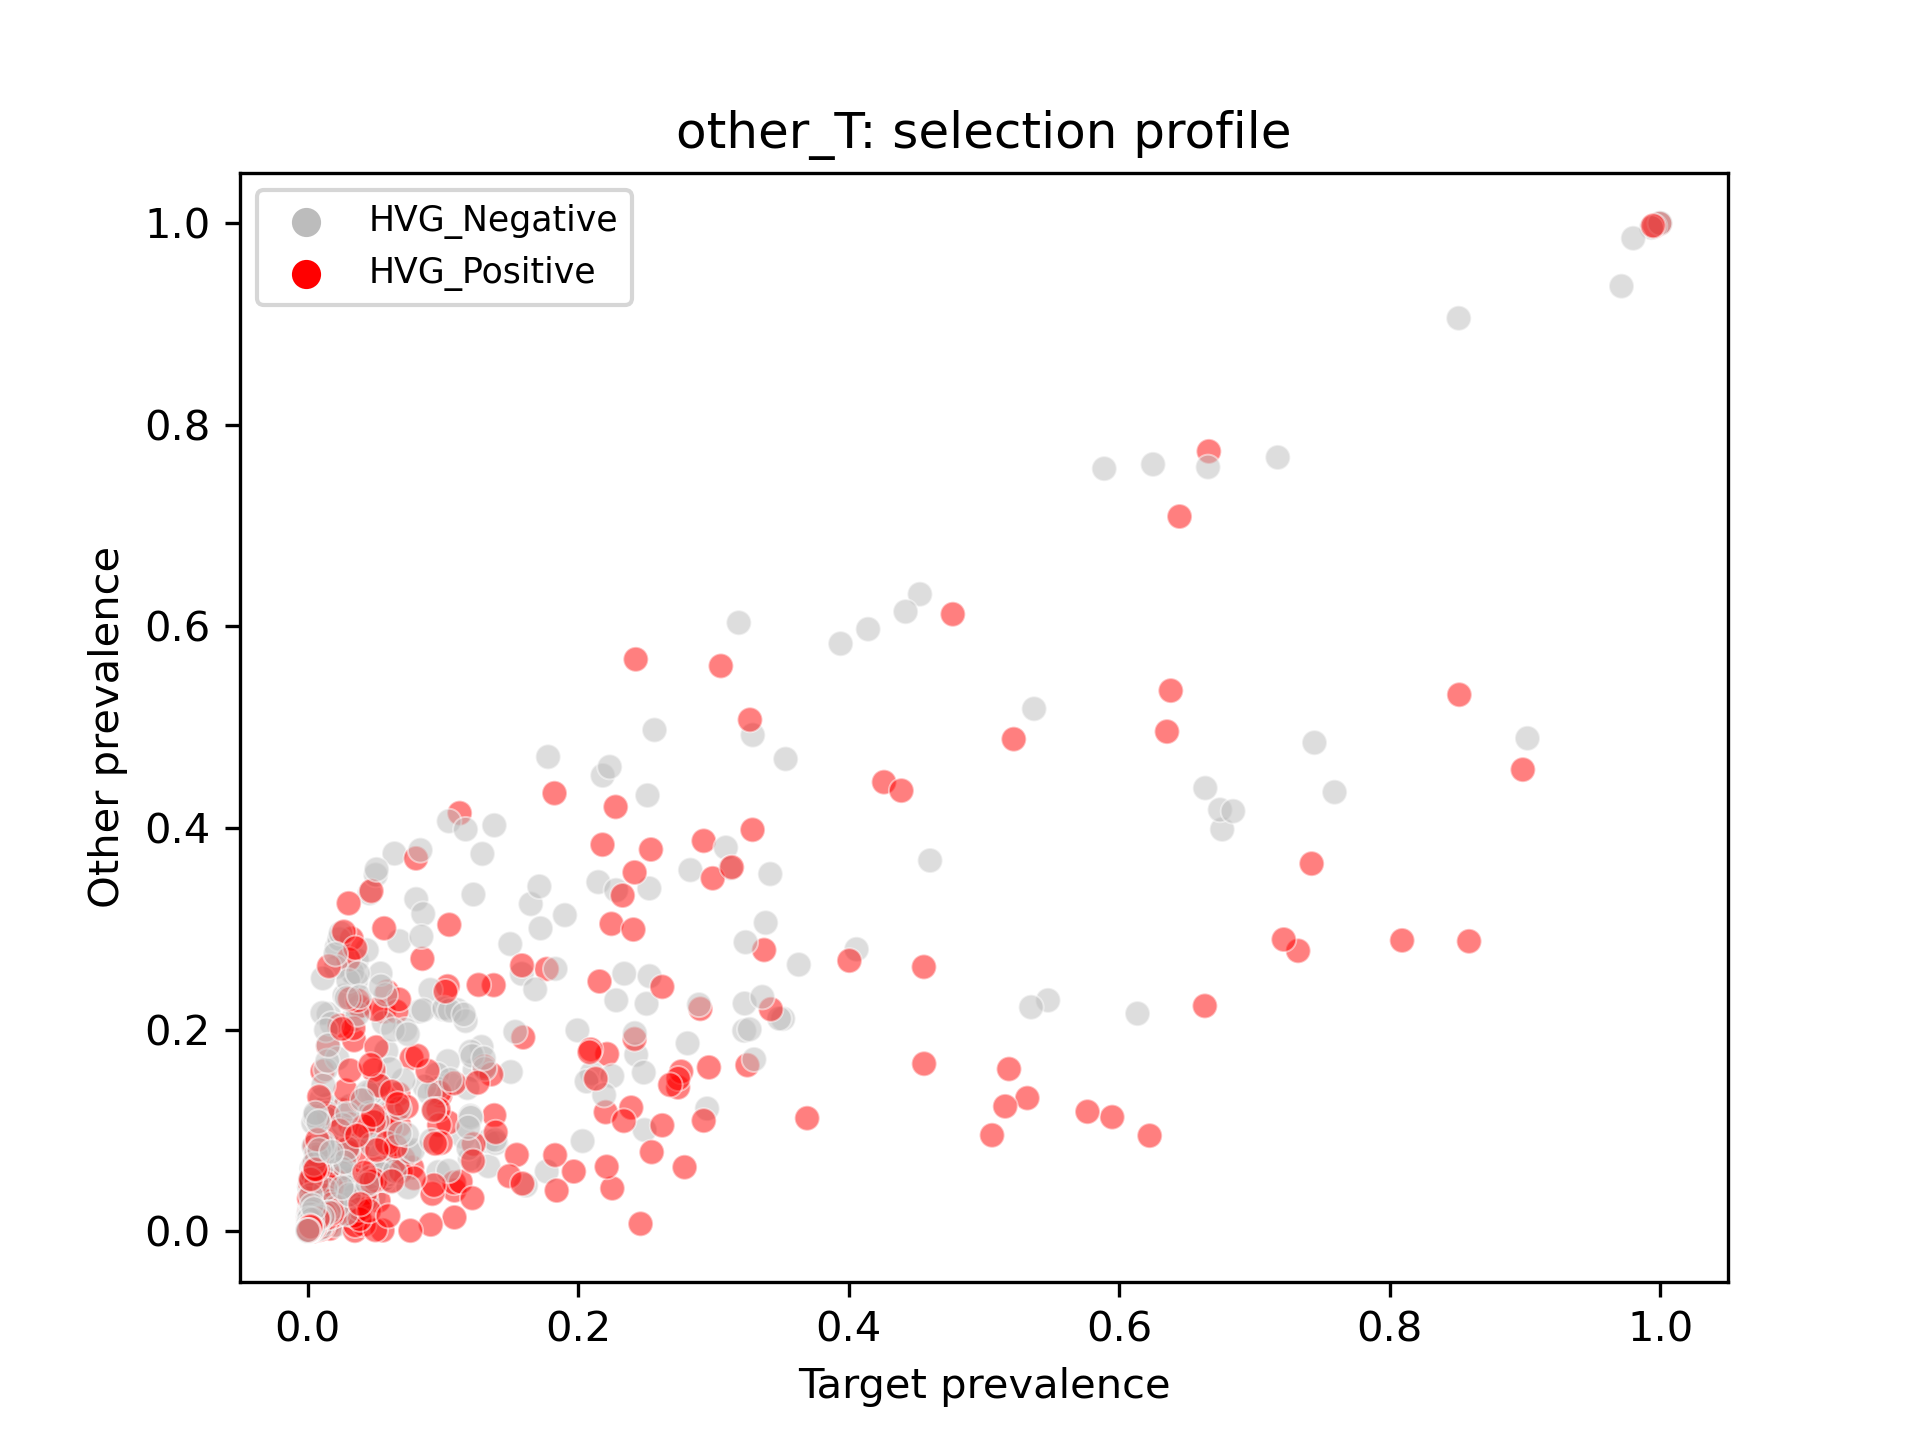 other_T: selection profile
HVG_Negative
HVG_Positive
1.0
0.8
0.6
0.4
0.2
0.0
Other prevalence
0.0 0.2 0.4 0.6 0.8 1.0
Target prevalence